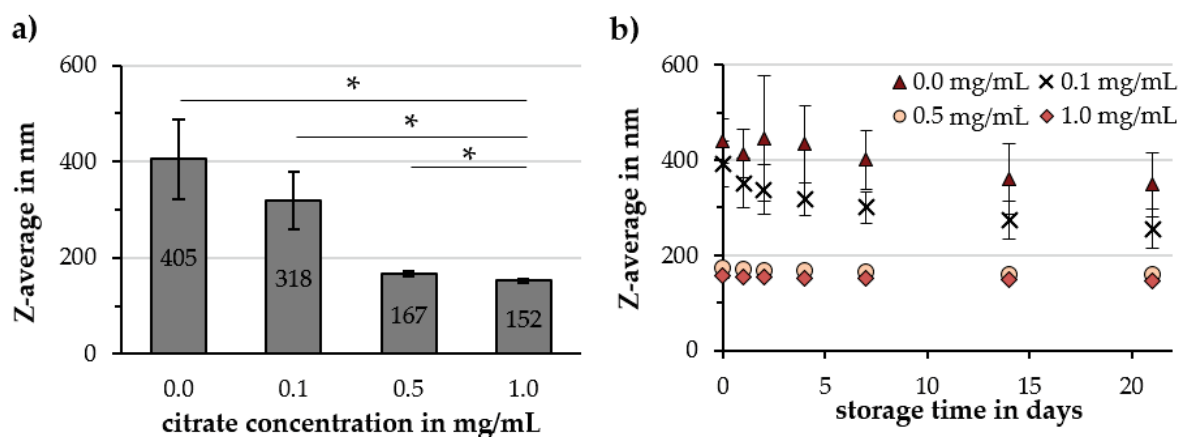 a)
600
400
200
0
Z-average in nm
*
*
*
405
318
167
152
0.0 0.1 0.5 1.0
citrate concentration in mg/mL
b)
600
400
200
0
Z-average in nm
0.0 mg/mL 0.1 mg/mL
0.5 mg/mL 1.0 mg/mL
0 5 10 15 20
storage time in days